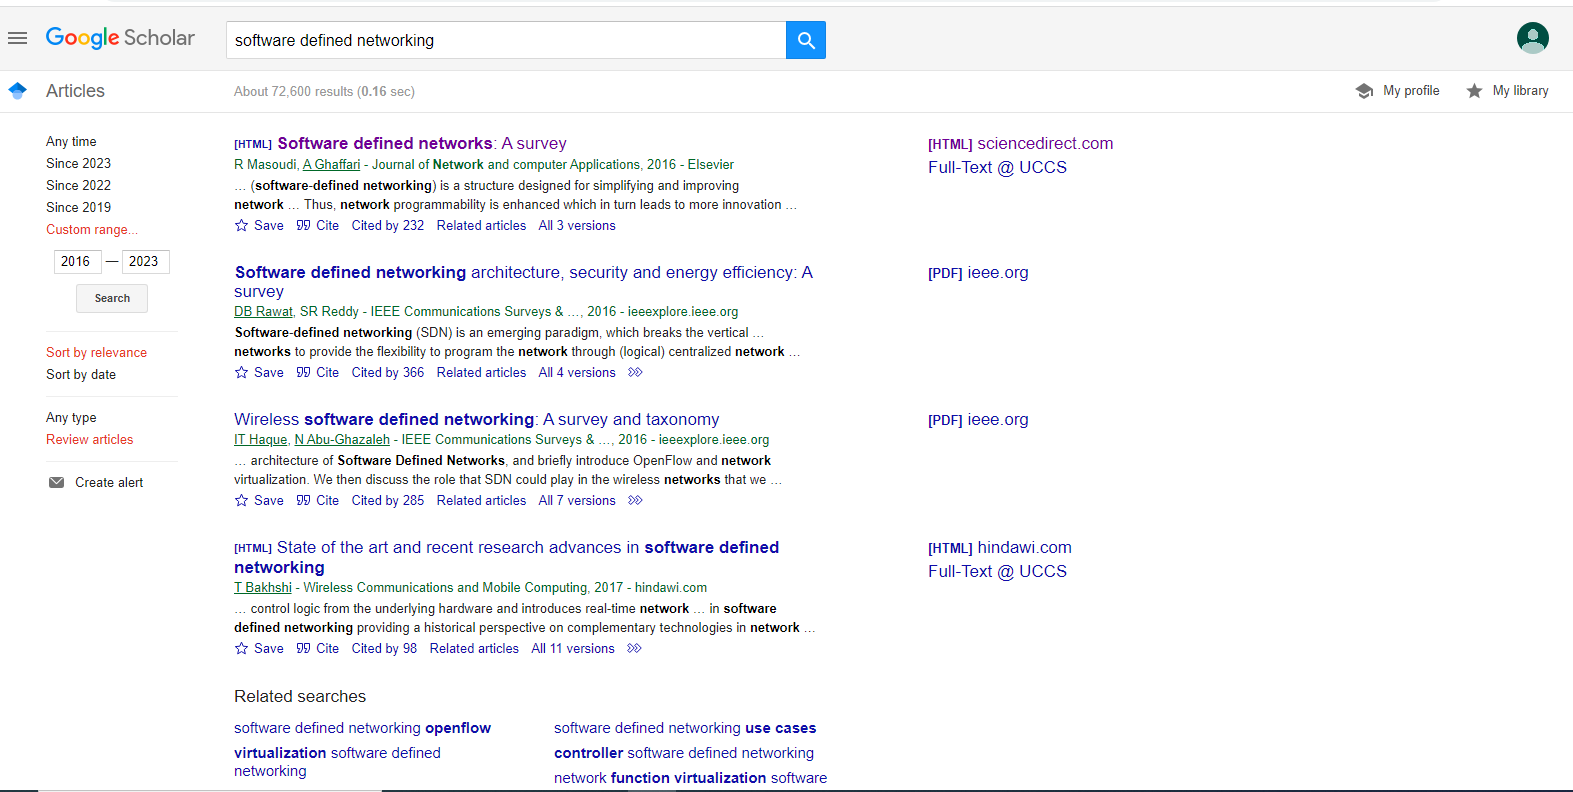 Google Scholar
software defined networking
Articles
About 72,600 results (0.16 sec)
My profile
My library
Any time
Since 2023
Since 2022
Since 2019
Custom range...
2016 — 2023
Search
Sort by relevance
Sort by date
Any type
Review articles
Create alert
[HTML] Software defined networks: A survey
R Masoudi, A Ghaffari - Journal of Network and computer Applications, 2016 - Elsevier
… (software-defined networking) is a structure designed for simplifying and improving
network … Thus, network programmability is enhanced which in turn leads to more innovation …
Save Cite Cited by 232 Related articles All 3 versions
[HTML] sciencedirect.com
Full-Text @ UCCS
Software defined networking architecture, security and energy efficiency: A
survey
DB Rawat, SR Reddy - IEEE Communications Surveys & …, 2016 - ieeexplore.ieee.org
Software-defined networking (SDN) is an emerging paradigm, which breaks the vertical …
networks to provide the flexibility to program the network through (logical) centralized network …
Save Cite Cited by 366 Related articles All 4 versions
[PDF] ieee.org
Wireless software defined networking: A survey and taxonomy
IT Haque, N Abu-Ghazaleh - IEEE Communications Surveys & …, 2016 - ieeexplore.ieee.org
… architecture of Software Defined Networks, and briefly introduce OpenFlow and network
virtualization. We then discuss the role that SDN could play in the wireless networks that we …
Save Cite Cited by 285 Related articles All 7 versions
[PDF] ieee.org
[HTML] State of the art and recent research advances in software defined
networking
T Bakhshi - Wireless Communications and Mobile Computing, 2017 - hindawi.com
… control logic from the underlying hardware and introduces real-time network … in software
defined networking providing a historical perspective on complementary technologies in network …
Save Cite Cited by 98 Related articles All 11 versions
[HTML] hindawi.com
Full-Text @ UCCS
Related searches
software defined networking openflow
virtualization software defined
networking
software defined networking use cases
controller software defined networking
network function virtualization software